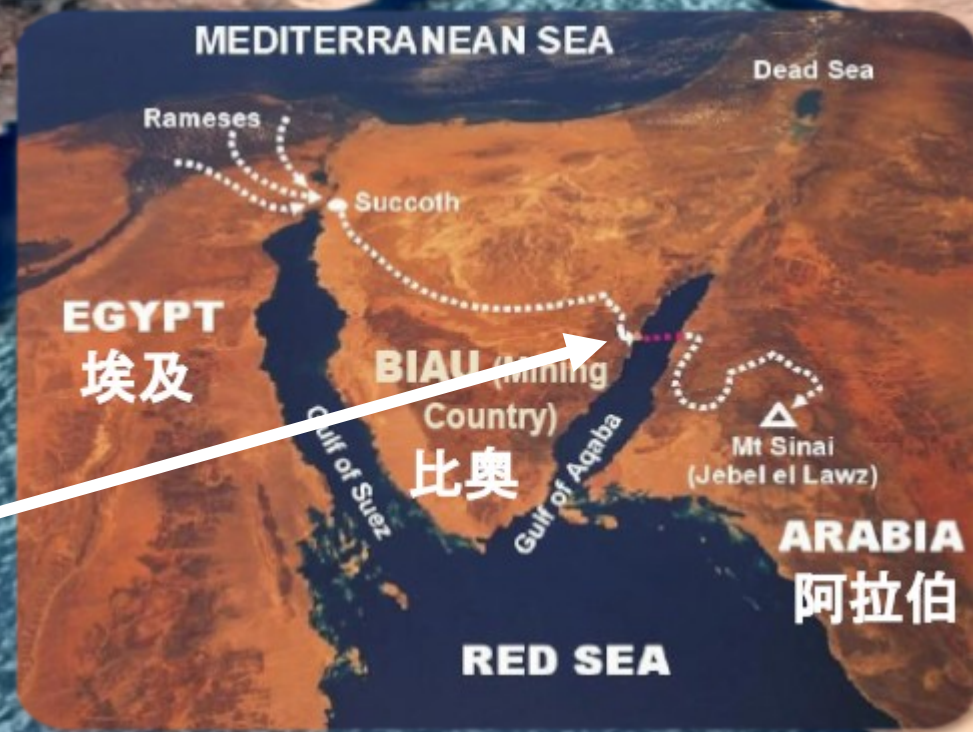 MEDITERRANEAN SEA
Dead Sea
Rameses
Succoth
EGYPT
埃及
BIAU (Mining
Country)
比奥
Gulf of Suez
Gulf of Aqaba
Mt Sinai
(Jebel el Lawz)
ARABIA
阿拉伯
RED SEA